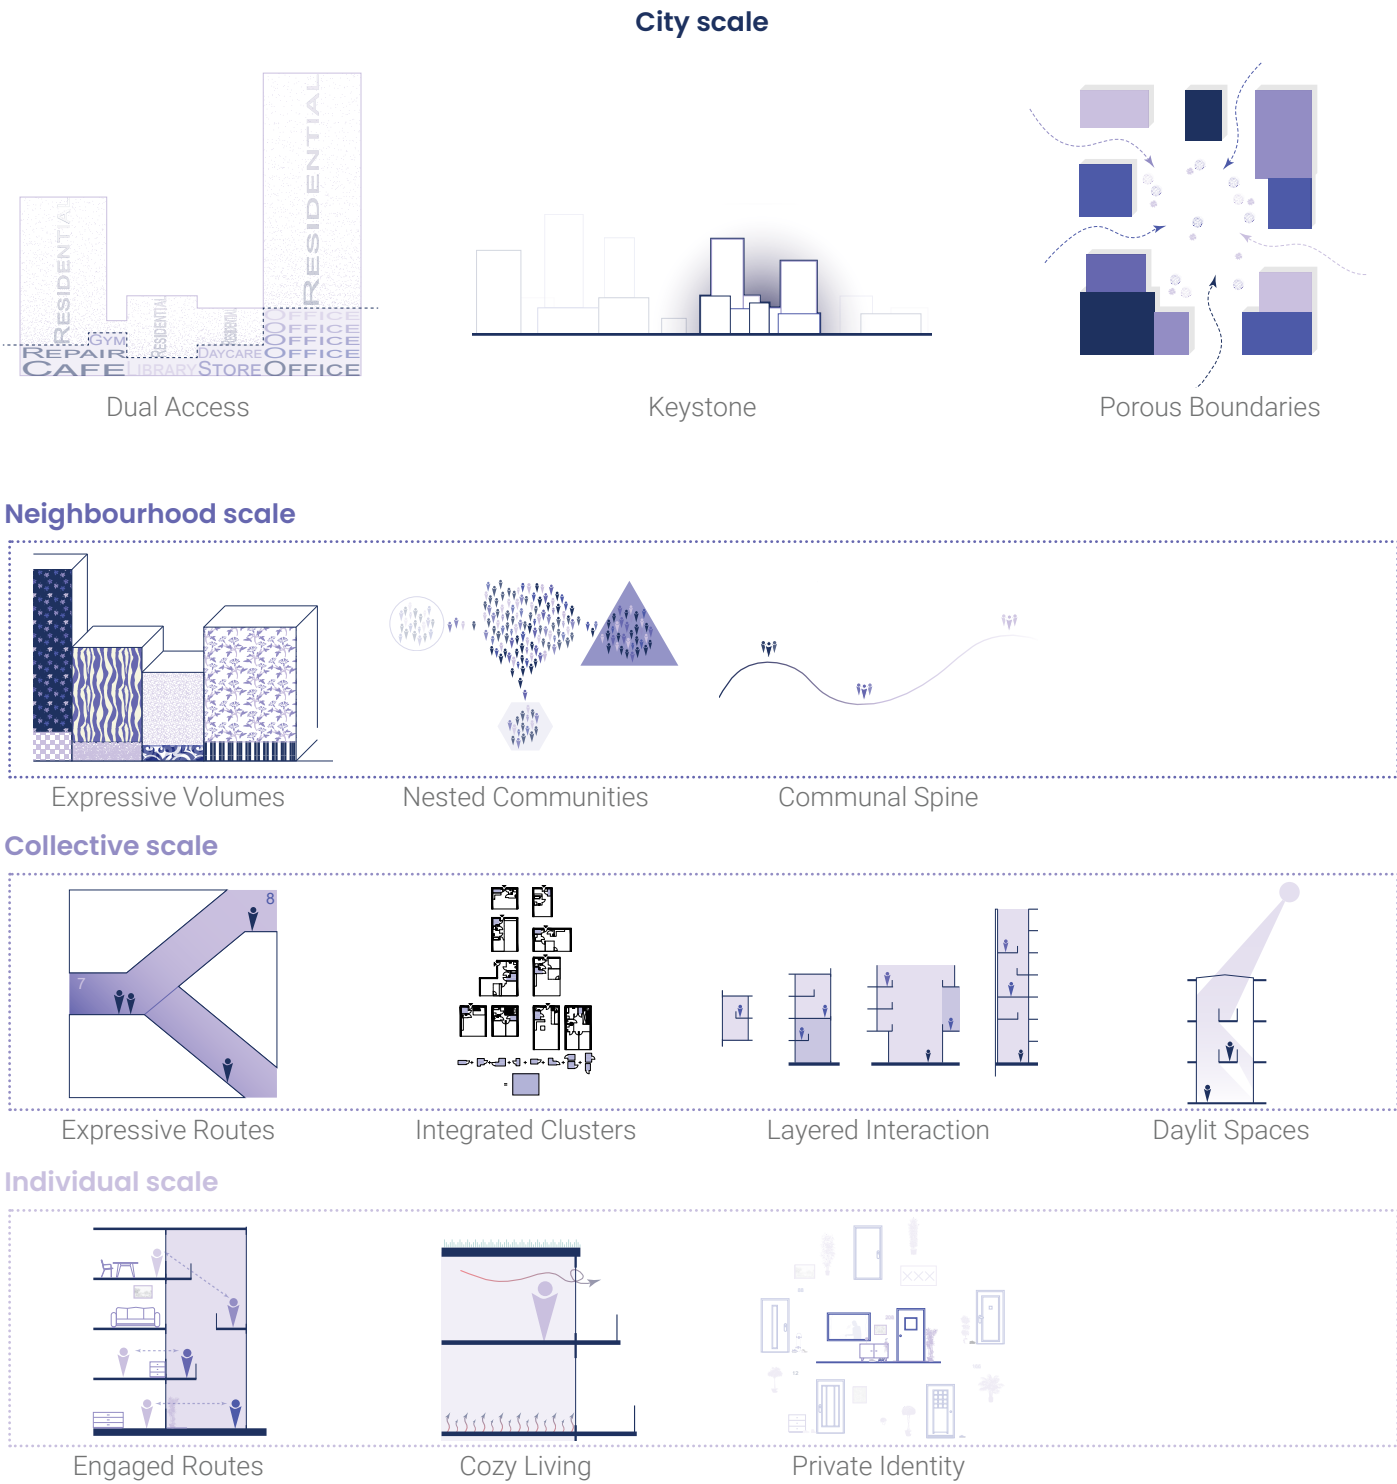 City scale
RESIDENTIAL
RESIDENTIAL
RESIDENTIAL
RESIDENTIAL
OFFICE
OFFICE
GYM
OFFICE
REPAIR
DAYCARE
OFFICE
CAFE
LIBRARY
STORE
OFFICE
Dual Access
Keystone
Porous Boundaries
Neighbourhood scale
Expressive Volumes
Nested Communities
Communal Spine
Collective scale
8
7
Expressive Routes
Integrated Clusters
Layered Interaction
Daylit Spaces
Individual scale
Engaged Routes
Cozy Living
Private Identity